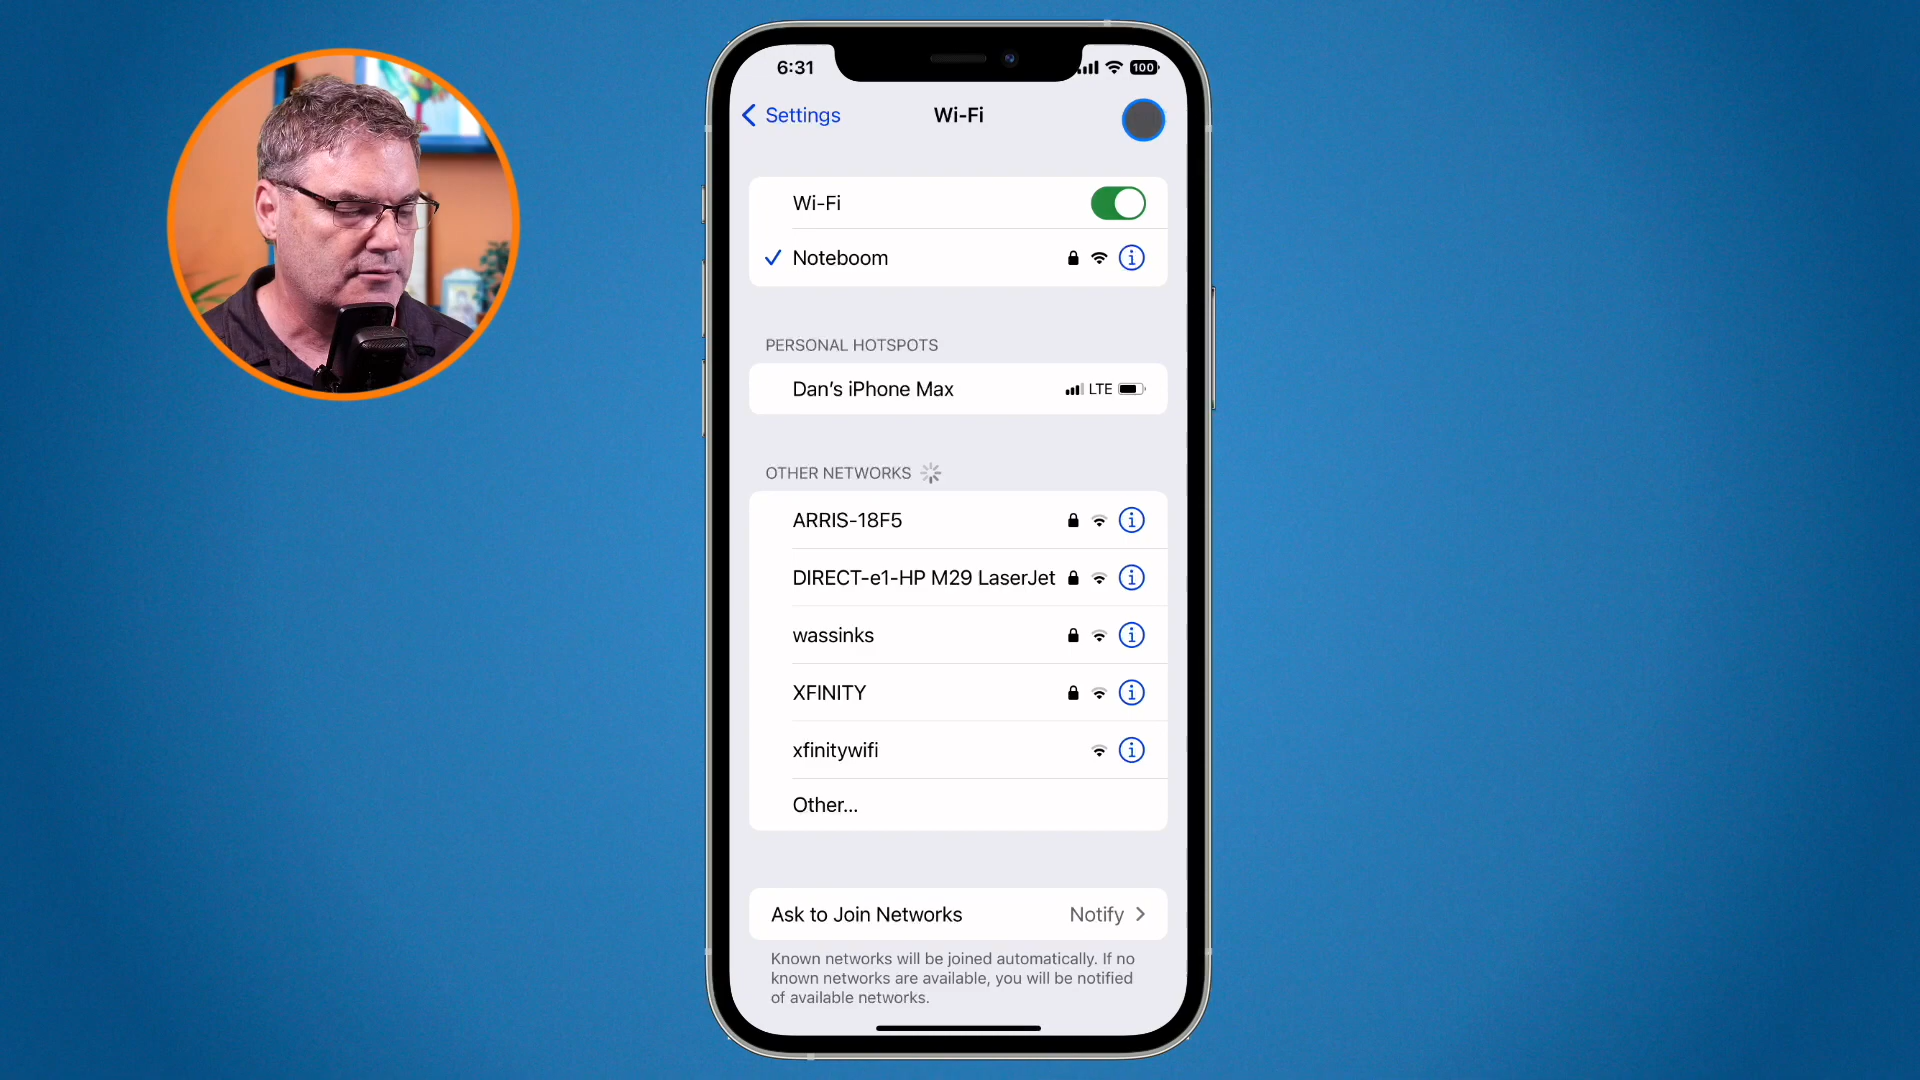 6:31
100
Settings
Wi-Fi
Wi-Fi
Noteboom
PERSONAL HOTSPOTS
Dan's iPhone Max LTE
OTHER NETWORKS
ARRIS-18F5
DIRECT-e1-HP M29 LaserJet
wassinks
XFINITY
xfinitywifi
Other...
Ask to Join Networks Notify
Known networks will be joined automatically. If no
known networks are available, you will be notified
of available networks.